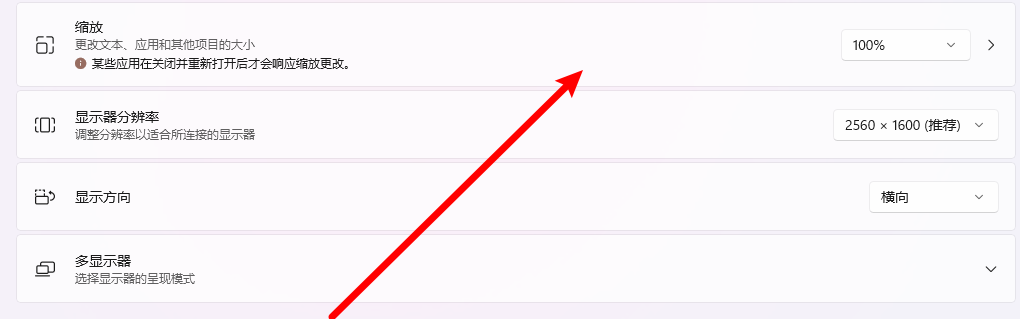 缩放
更改文本、应用和其他项目的大小
某些应用在关闭并重新打开后才会响应缩放更改。
100%
显示器分辨率
调整分辨率以适合所连接的显示器
2560 × 1600 (推荐)
显示方向
横向
多显示器
选择显示器的呈现模式